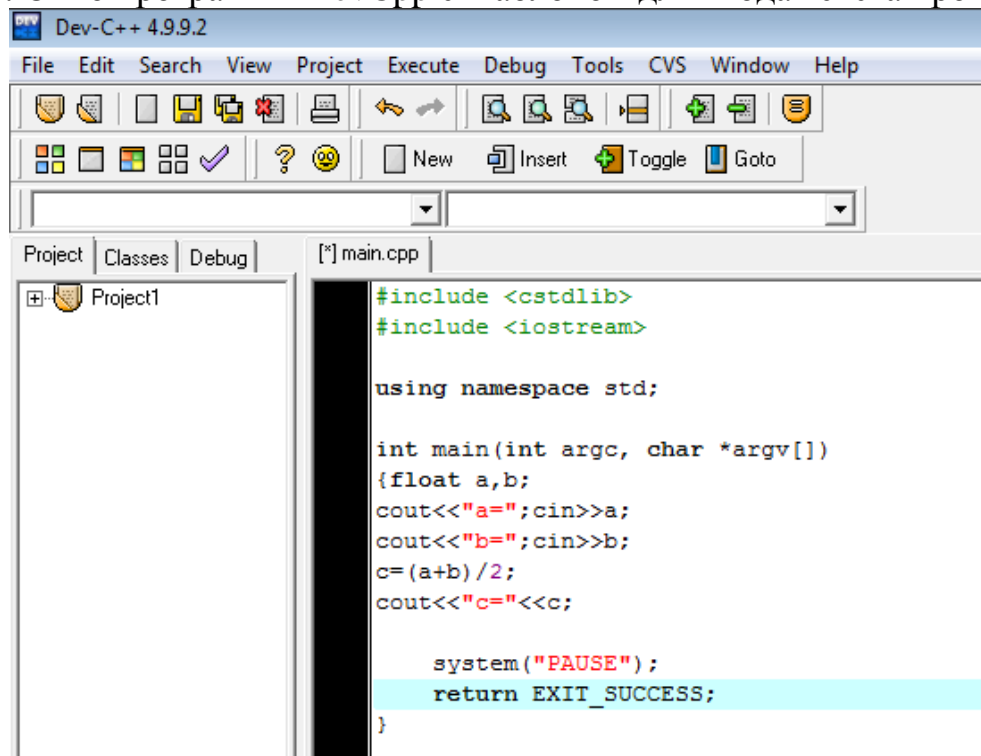 Dev-C++ 4.9.9.2
File Edit Search View Project Execute Debug Tools CVS Window Help
New Insert Toggle Goto
Project Classes Debug [*] main.cpp
Project1
#include <cstdlib>
#include <iostream>
using namespace std;
int main(int argc, char *argv[])
{float a,b;
cout<<"a=";cin>>a;
cout<<"b=";cin>>b;
c=(a+b)/2;
cout<<"c="<<c;
system("PAUSE");
return EXIT_SUCCESS;
}